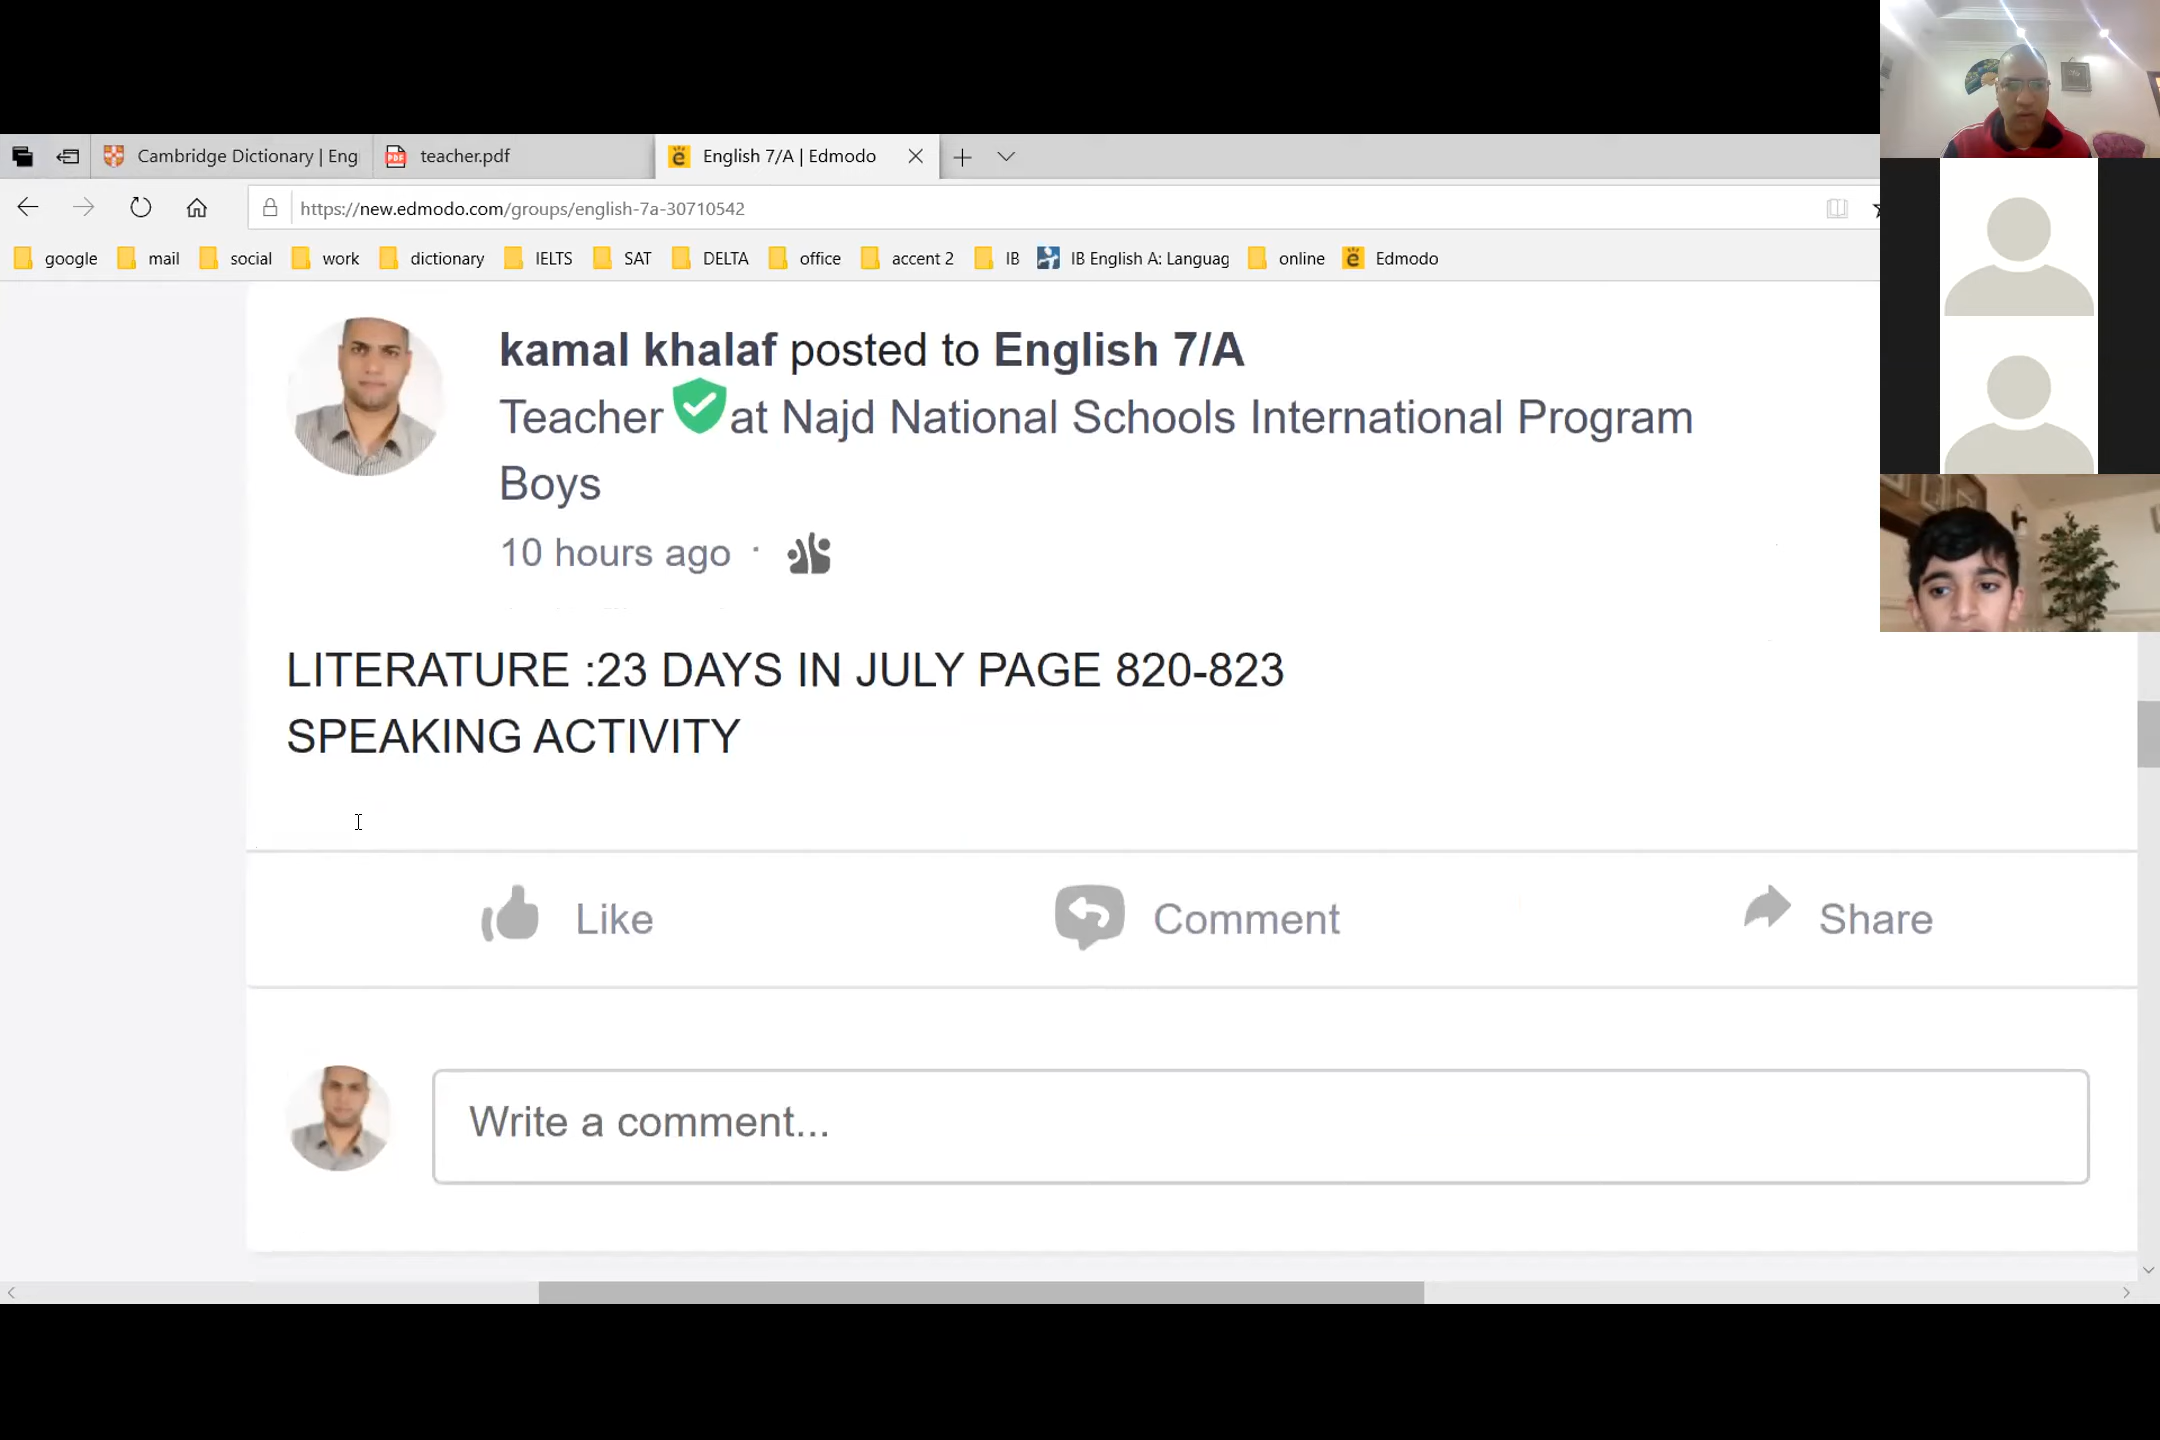 Cambridge Dictionary | Eng
teacher.pdf
English 7/A | Edmodo
https://new.edmodo.com/groups/english-7a-30710542
google mail social work dictionary IELTS SAT DELTA office accent 2 IB IB English A: Languag online Edmodo
kamal khalaf posted to English 7/A
Teacher at Najd National Schools International Program
Boys
10 hours ago ·
LITERATURE :23 DAYS IN JULY PAGE 820-823
SPEAKING ACTIVITY
Like Comment Share
Write a comment...